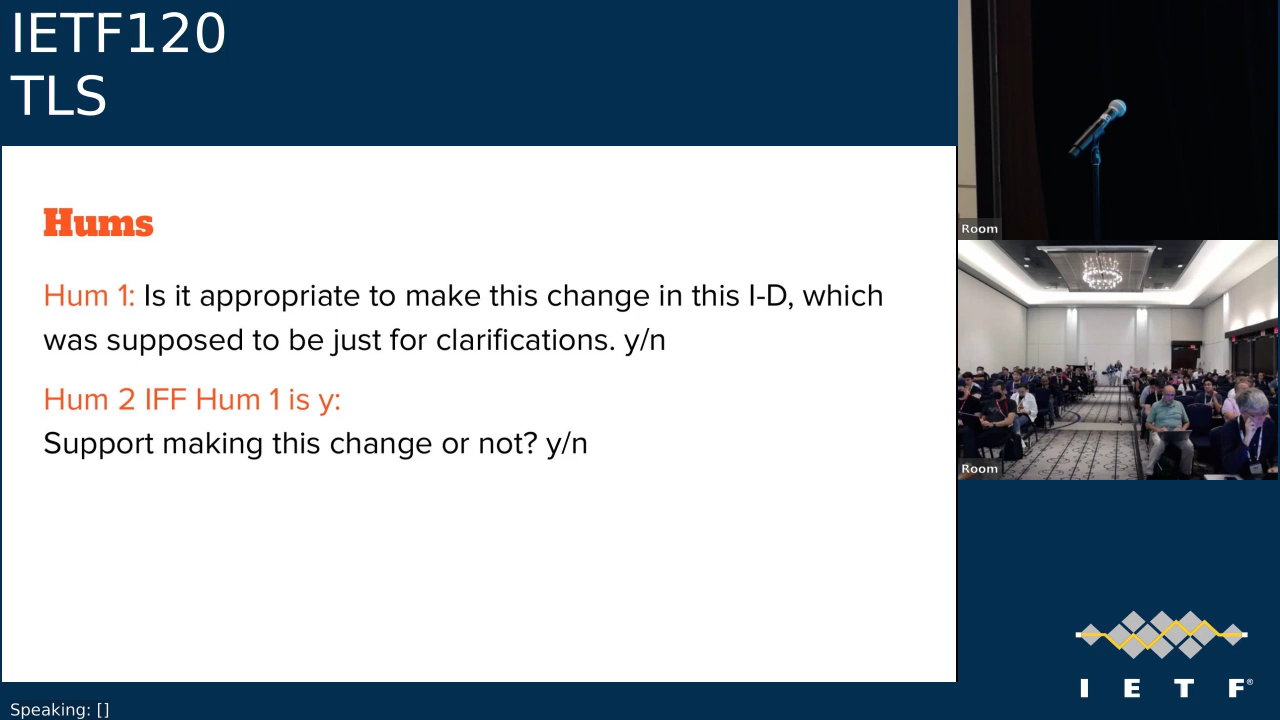 IETF120
TLS
Hums
Hum 1: Is it appropriate to make this change in this I-D, which
was supposed to be just for clarifications. y/n
Hum 2 IFF Hum 1 is y:
Support making this change or not? y/n
Room
Room
I E T F®
Speaking: []